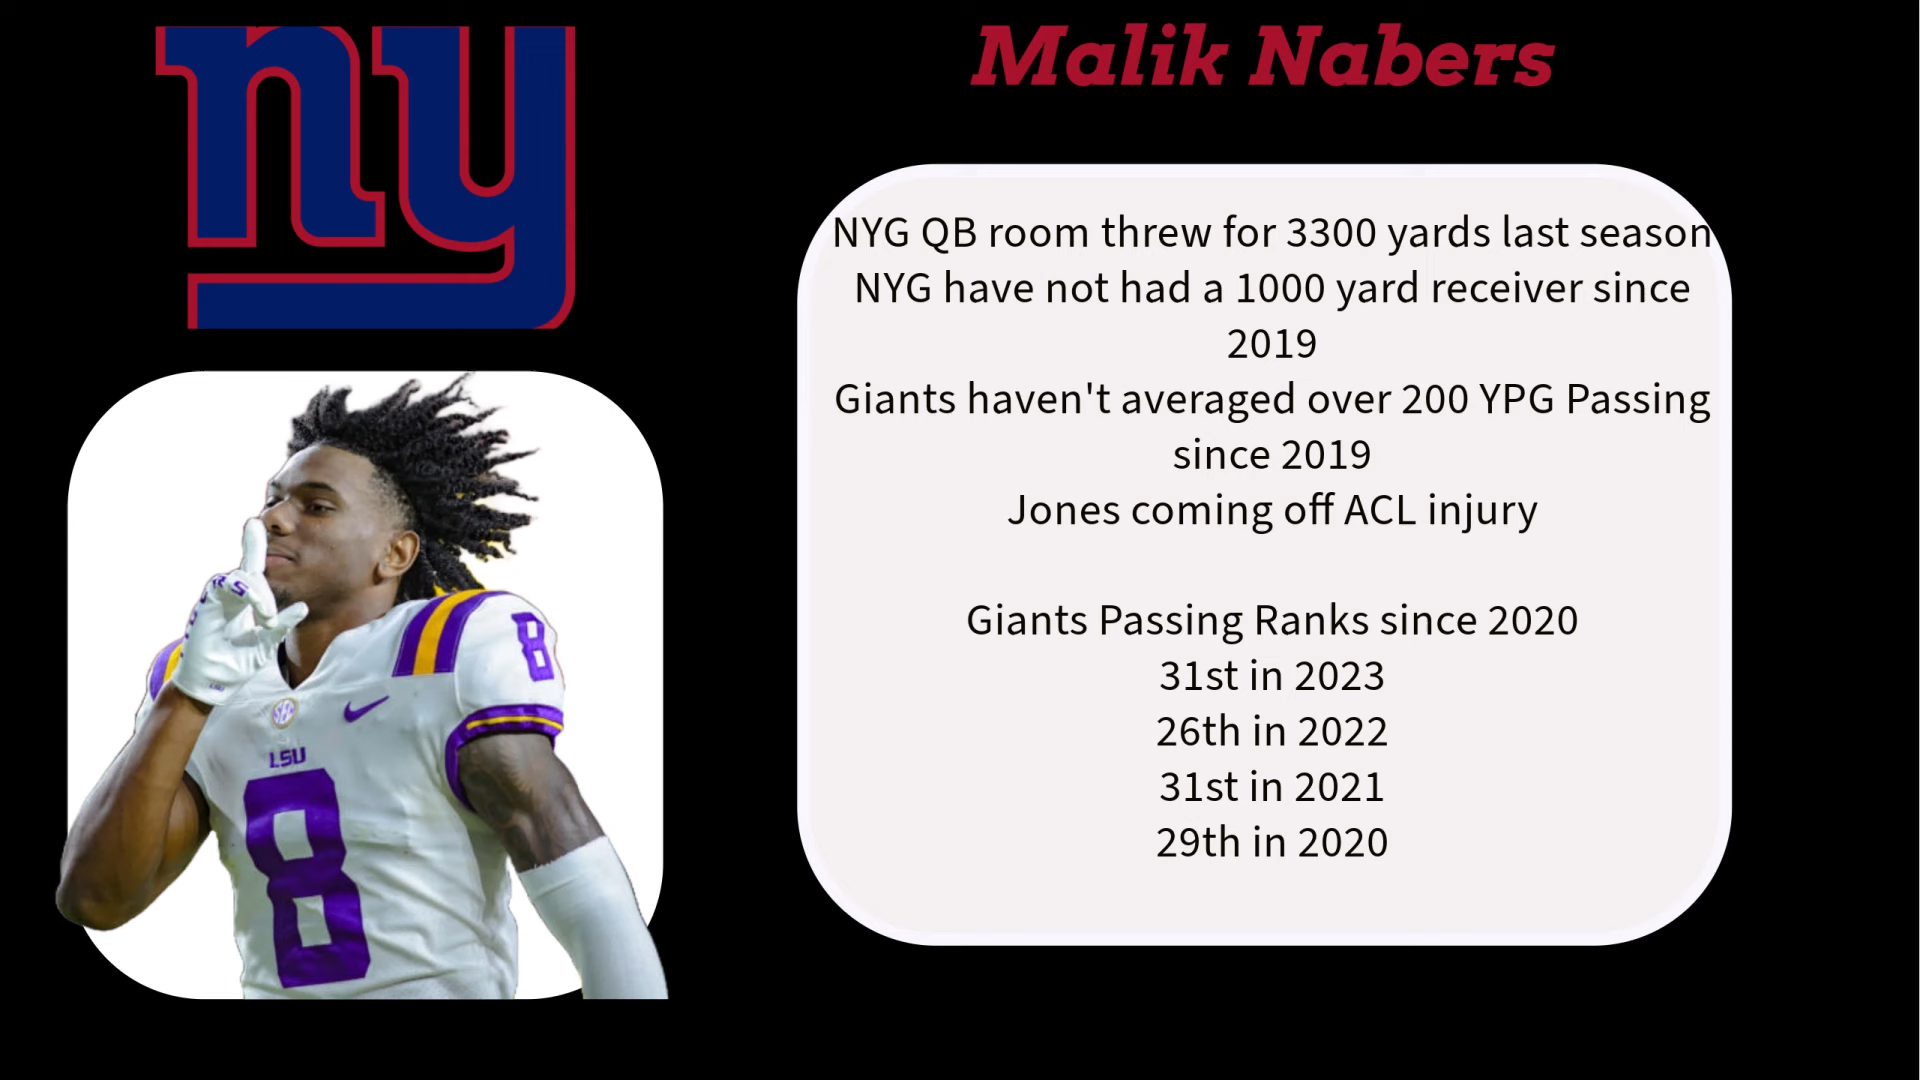 ny
Malik Nabers
NYG QB room threw for 3300 yards last season
NYG have not had a 1000 yard receiver since
2019
Giants haven't averaged over 200 YPG Passing
since 2019
Jones coming off ACL injury
Giants Passing Ranks since 2020
31st in 2023
26th in 2022
31st in 2021
29th in 2020
8
SEC
LSU
8